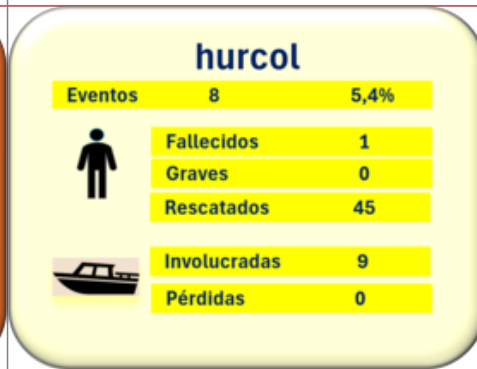 hurcol
Eventos 8 5,4%
Fallecidos 1
Graves 0
Rescatados 45
Involucradas 9
Pérdidas 0